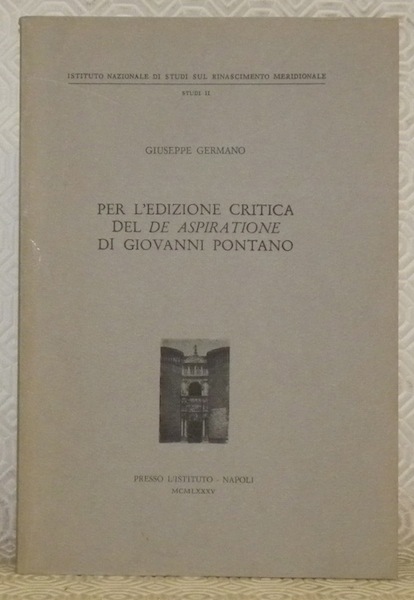 ISTITUTO NAZIONALE DI STUDI SUL RINASCIMENTO MERIDIONALE
STUDI II
GIUSEPPE GERMANO
PER L'EDIZIONE CRITICA
DEL DE ASPIRATIONE
DI GIOVANNI PONTANO
PRESSO L'ISTITUTO - NAPOLI
MCMLXXXV